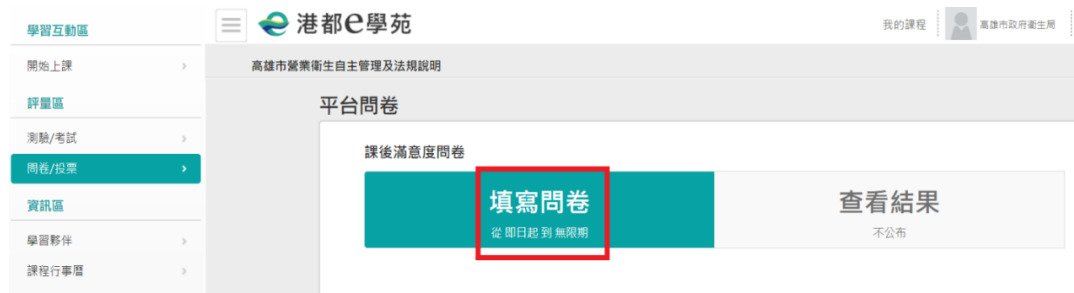 學習互動區
開始上課
評量區
測驗/考試
問卷/投票
資訊區
學習夥伴
課程行事曆
港都e學苑
我的課程
高雄市政府衛生局
高雄市營業衛生自主管理及法規說明
平台問卷
課後滿意度問卷
填寫問卷
從 即日起 到 無限期
查看結果
不公布